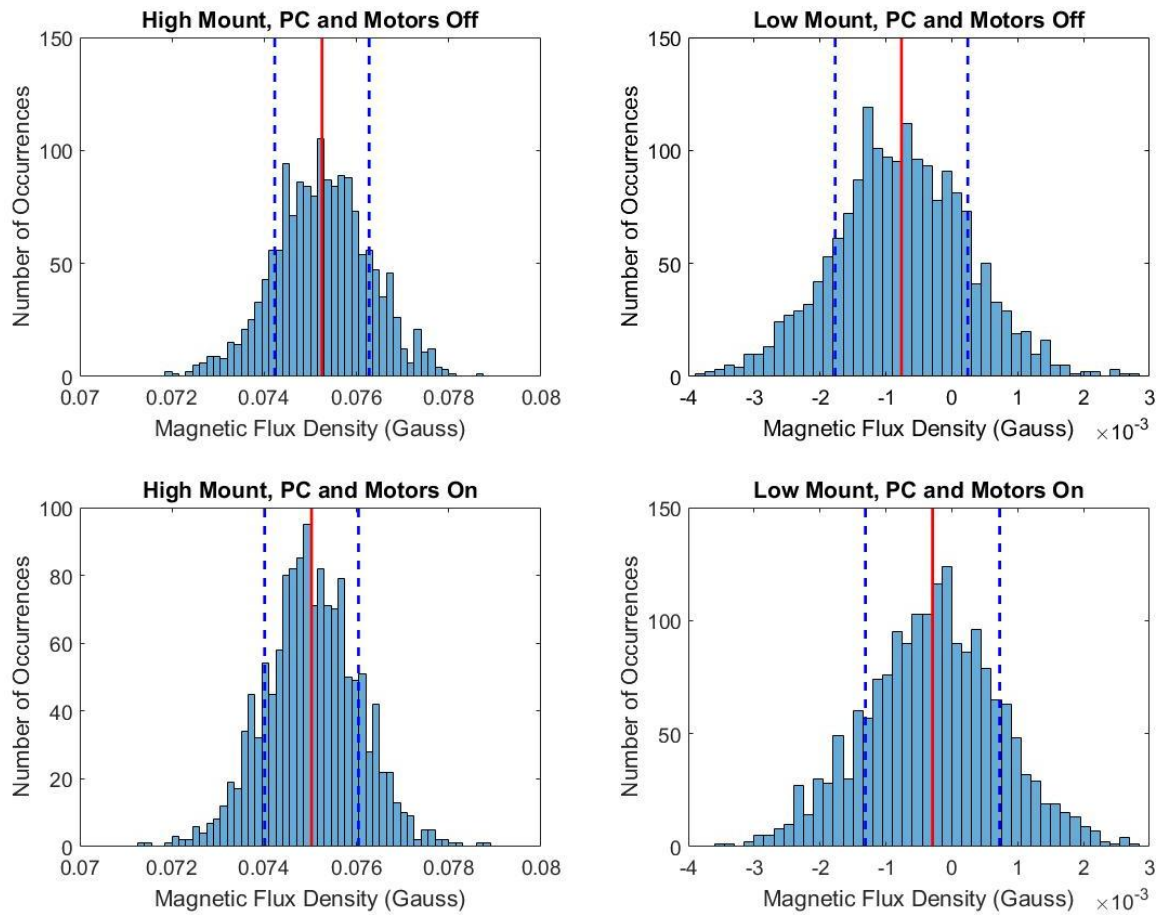 High Mount, PC and Motors Off
150
100
50
0
Number of Occurrences
0.07 0.072 0.074 0.076 0.078 0.08
Magnetic Flux Density (Gauss)
Low Mount, PC and Motors Off
150
100
50
0
Number of Occurrences
-4 -3 -2 -1 0 1 2 3
Magnetic Flux Density (Gauss) ×10⁻³
High Mount, PC and Motors On
100
80
60
40
20
0
Number of Occurrences
0.07 0.072 0.074 0.076 0.078 0.08
Magnetic Flux Density (Gauss)
Low Mount, PC and Motors On
150
100
50
0
Number of Occurrences
-4 -3 -2 -1 0 1 2 3
Magnetic Flux Density (Gauss) ×10⁻³